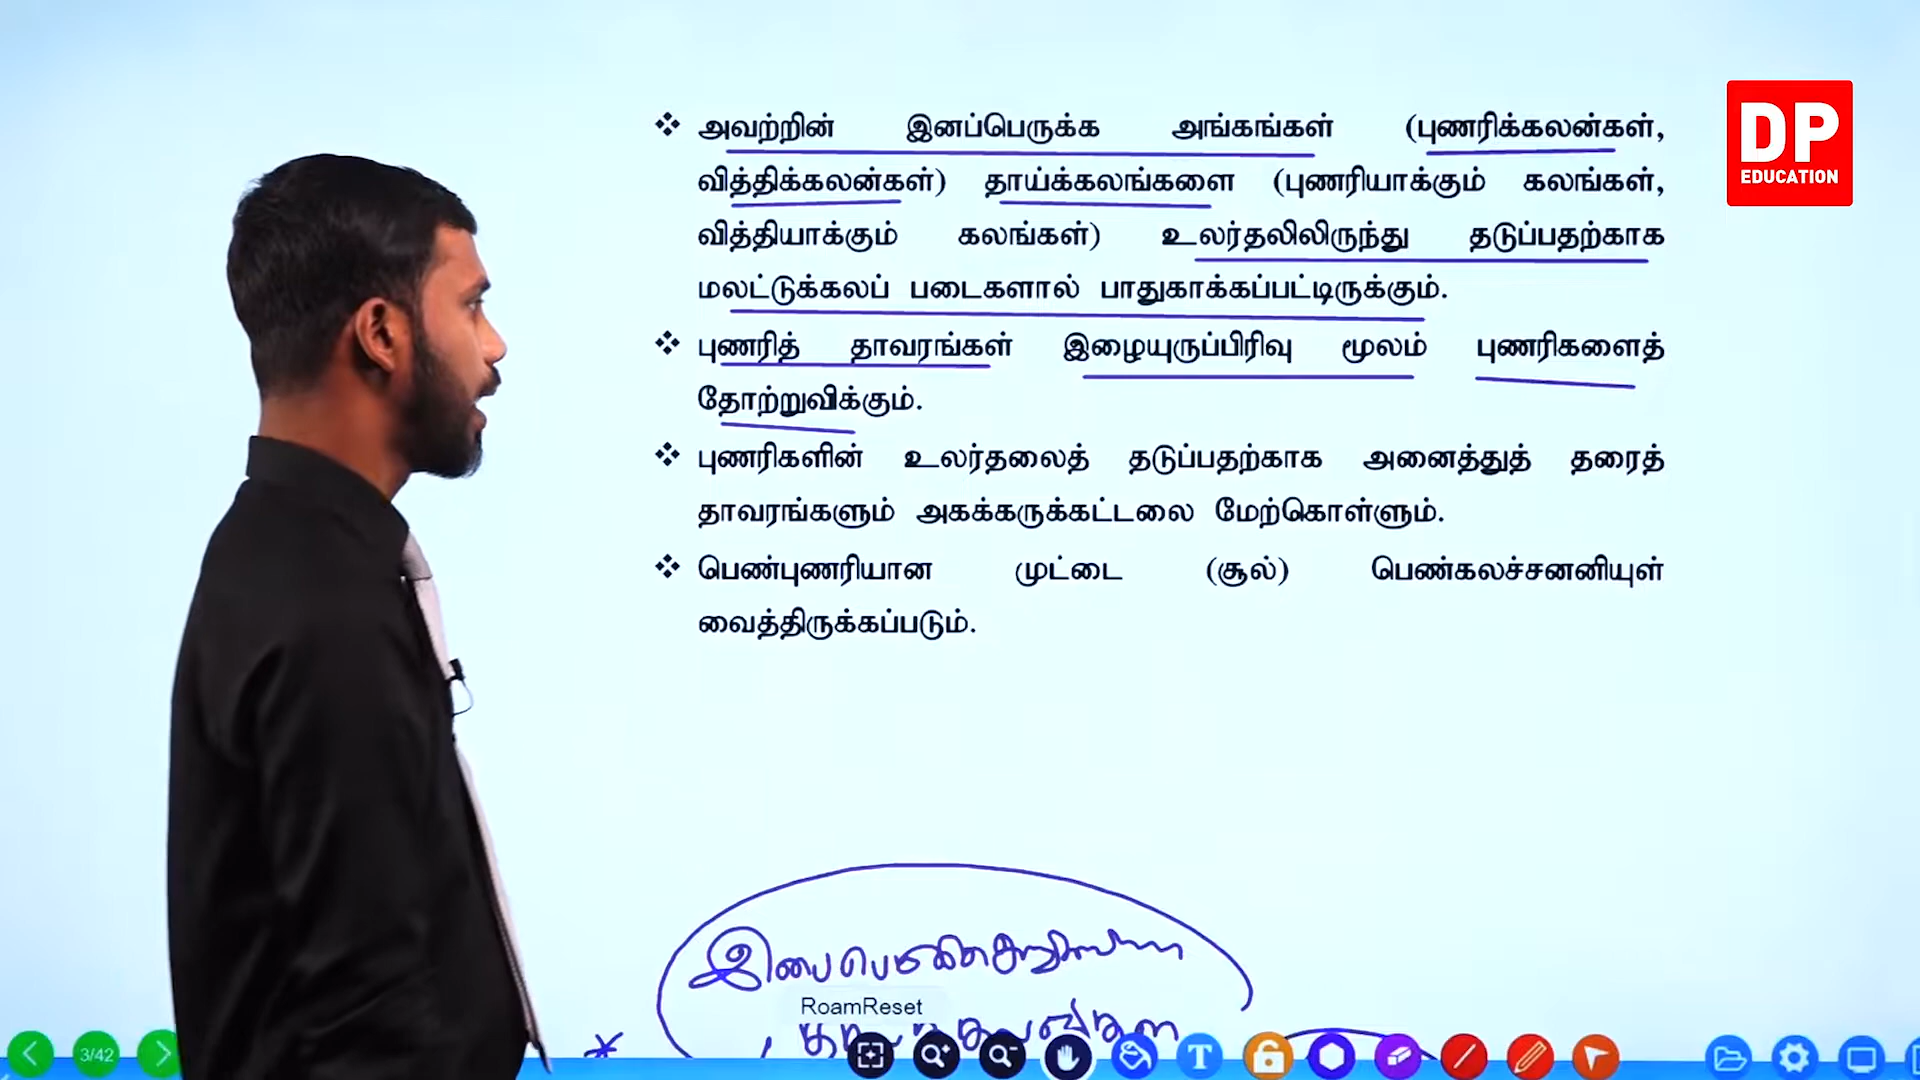 ❖ அவற்றின் இனப்பெருக்க அங்கங்கள் (புணரிக்கலன்கள்,
வித்திக்கலன்கள்) தாய்க்கலங்களை (புணரியாக்கும் கலங்கள்,
வித்தியாக்கும் கலங்கள்) உலர்தலிலிருந்து தடுப்பதற்காக
மலட்டுக்கலப் படைகளால் பாதுகாக்கப்பட்டிருக்கும்.
❖ புணரித் தாவரங்கள் இழையுருப்பிரிவு மூலம் புணரிகளைத்
தோற்றுவிக்கும்.
❖ புணரிகளின் உலர்தலைத் தடுப்பதற்காக அனைத்துத் தரைத்
தாவரங்களும் அகக்கருக்கட்டலை மேற்கொள்ளும்.
❖ பெண்புணரியான முட்டை (சூல்) பெண்கலச்சனனியுள்
வைத்திருக்கப்படும்.
DP
EDUCATION
RoamReset
3/42
T